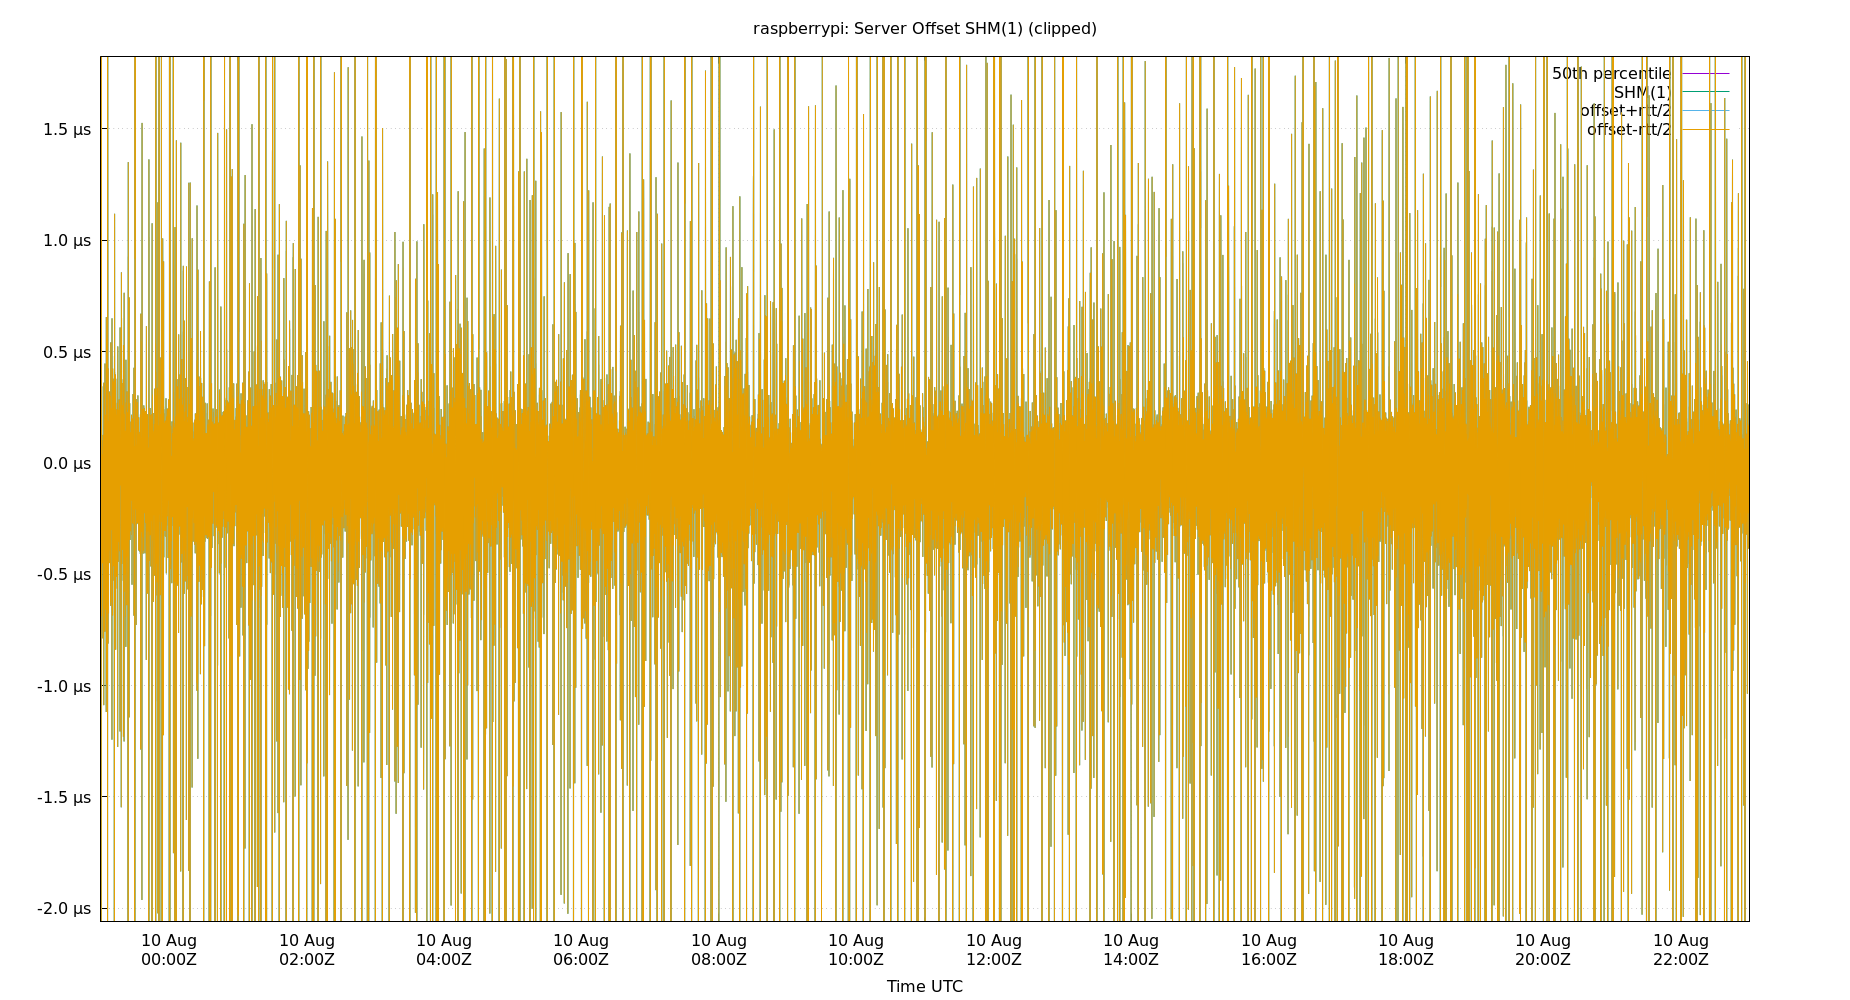 raspberrypi: Server Offset SHM(1) (clipped)
50th percentile
SHM(1)
offset+rtt/2
offset-rtt/2
1.5 µs
1.0 µs
0.5 µs
0.0 µs
-0.5 µs
-1.0 µs
-1.5 µs
-2.0 µs
10 Aug 10 Aug 10 Aug 10 Aug 10 Aug 10 Aug 10 Aug 10 Aug 10 Aug 10 Aug 10 Aug 10 Aug
00:00Z 02:00Z 04:00Z 06:00Z 08:00Z 10:00Z 12:00Z 14:00Z 16:00Z 18:00Z 20:00Z 22:00Z
Time UTC